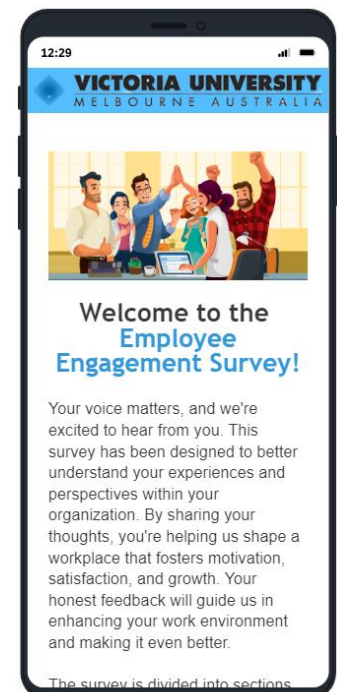 12:29
VICTORIA UNIVERSITY
MELBOURNE AUSTRALIA
Welcome to the
Employee
Engagement Survey!
Your voice matters, and we're
excited to hear from you. This
survey has been designed to better
understand your experiences and
perspectives within your
organization. By sharing your
thoughts, you're helping us shape a
workplace that fosters motivation,
satisfaction, and growth. Your
honest feedback will guide us in
enhancing your work environment
and making it even better.
The survey is divided into sections